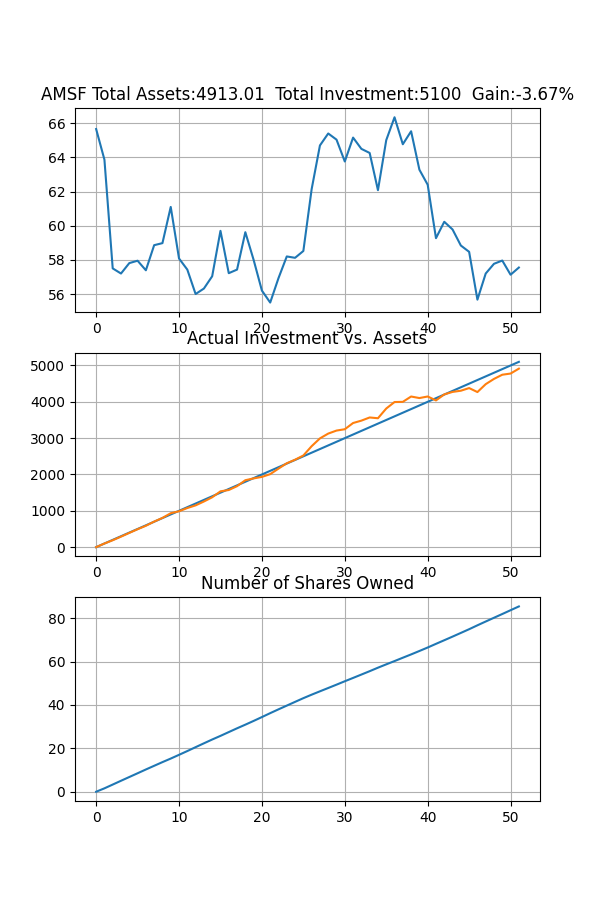 AMSF Total Assets:4913.01  Total Investment:5100  Gain:-3.67%
66
64
62
60
58
56
0 10 20 30 40 50
Actual Investment vs. Assets
5000
4000
3000
2000
1000
0
0 10 20 30 40 50
Number of Shares Owned
80
60
40
20
0
0 10 20 30 40 50